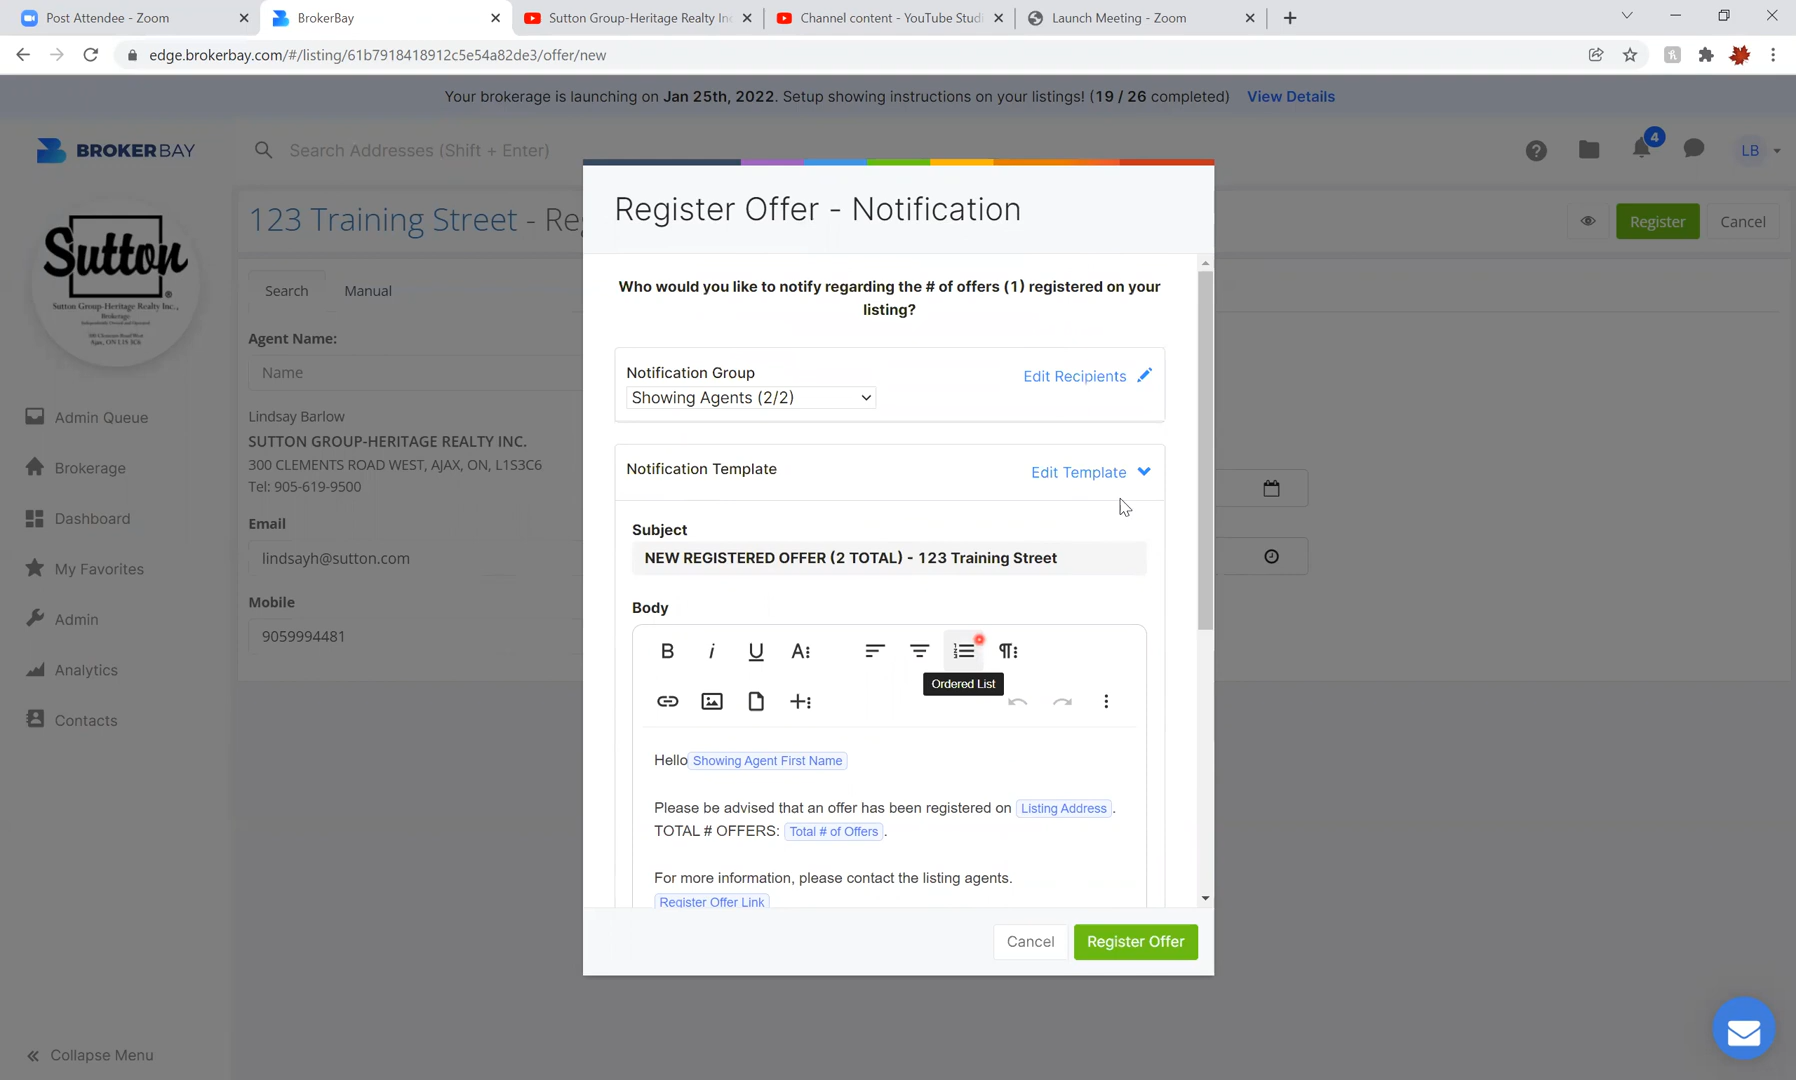 Post Attendee - Zoom
BrokerBay
Sutton Group-Heritage Realty Inc
Channel content - YouTube Studi
Launch Meeting - Zoom
edge.brokerbay.com/#/listing/61b7918418912c5e54a82de3/offer/new
Your brokerage is launching on Jan 25th, 2022. Setup showing instructions on your listings! (19 / 26 completed) View Details
BROKERBAY
Search Addresses (Shift + Enter)
4
LB
Sutton
Sutton Group-Heritage Realty Inc.,
Brokerage
Independently Owned and Operated
300 Clements Road West
Ajax, ON L1S 3C6
Admin Queue
Brokerage
Dashboard
My Favorites
Admin
Analytics
Contacts
Collapse Menu
123 Training Street - Re
Register
Cancel
Search
Manual
Agent Name:
Name
Lindsay Barlow
SUTTON GROUP-HERITAGE REALTY INC.
300 CLEMENTS ROAD WEST, AJAX, ON, L1S3C6
Tel: 905-619-9500
Email
lindsayh@sutton.com
Mobile
9059994481
Register Offer - Notification
Who would you like to notify regarding the # of offers (1) registered on your
listing?
Notification Group
Edit Recipients
Showing Agents (2/2)
Notification Template
Edit Template
Subject
NEW REGISTERED OFFER (2 TOTAL) - 123 Training Street
Body
Ordered List
Hello Showing Agent First Name
Please be advised that an offer has been registered on Listing Address.
TOTAL # OFFERS: Total # of Offers.
For more information, please contact the listing agents.
Register Offer Link
Cancel
Register Offer